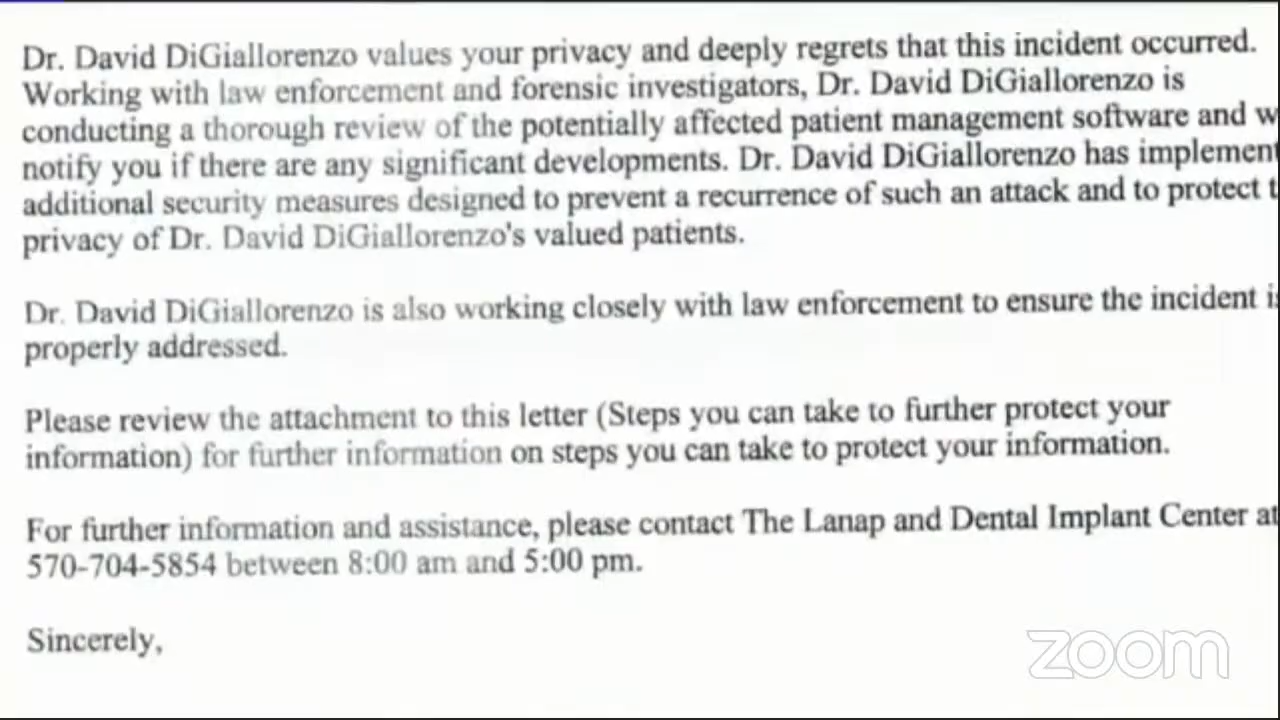 Dr. David DiGiallorenzo values your privacy and deeply regrets that this incident occurred.
Working with law enforcement and forensic investigators, Dr. David DiGiallorenzo is
conducting a thorough review of the potentially affected patient management software and w
notify you if there are any significant developments. Dr. David DiGiallorenzo has implement
additional security measures designed to prevent a recurrence of such an attack and to protect t
privacy of Dr. David DiGiallorenzo's valued patients.
Dr. David DiGiallorenzo is also working closely with law enforcement to ensure the incident i
properly addressed.
Please review the attachment to this letter (Steps you can take to further protect your
information) for further information on steps you can take to protect your information.
For further information and assistance, please contact The Lanap and Dental Implant Center at
570-704-5854 between 8:00 am and 5:00 pm.
Sincerely,
zoom